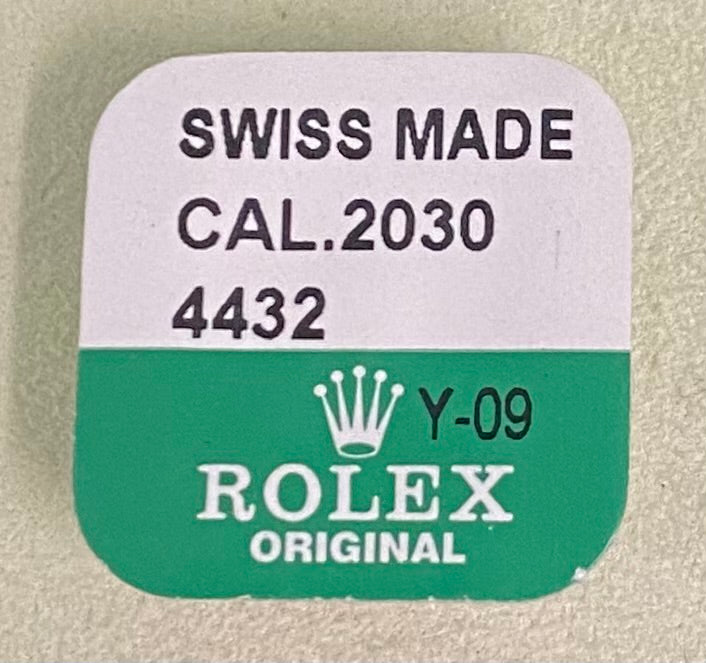 SWISS MADE
CAL.2030
4432
Y-09
ROLEX
ORIGINAL